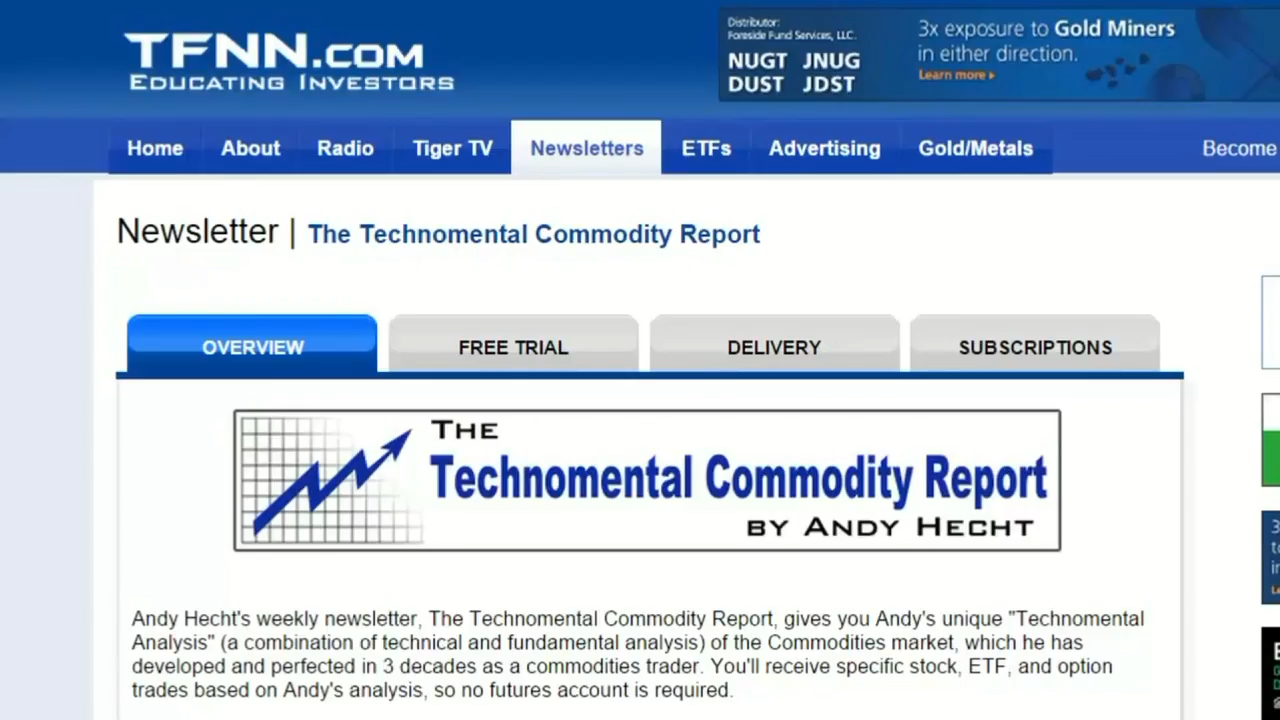 TFNN.COM
EDUCATING INVESTORS
Distributor:
Foreside Fund Services, LLC.
NUGT JNUG
DUST JDST
3x exposure to Gold Miners
in either direction.
Learn more
Home About Radio Tiger TV Newsletters ETFs Advertising Gold/Metals Become
Newsletter | The Technomental Commodity Report
OVERVIEW FREE TRIAL DELIVERY SUBSCRIPTIONS
THE
Technomental Commodity Report
BY ANDY HECHT
Andy Hecht's weekly newsletter, The Technomental Commodity Report, gives you Andy's unique "Technomental
Analysis" (a combination of technical and fundamental analysis) of the Commodities market, which he has
developed and perfected in 3 decades as a commodities trader. You'll receive specific stock, ETF, and option
trades based on Andy's analysis, so no futures account is required.